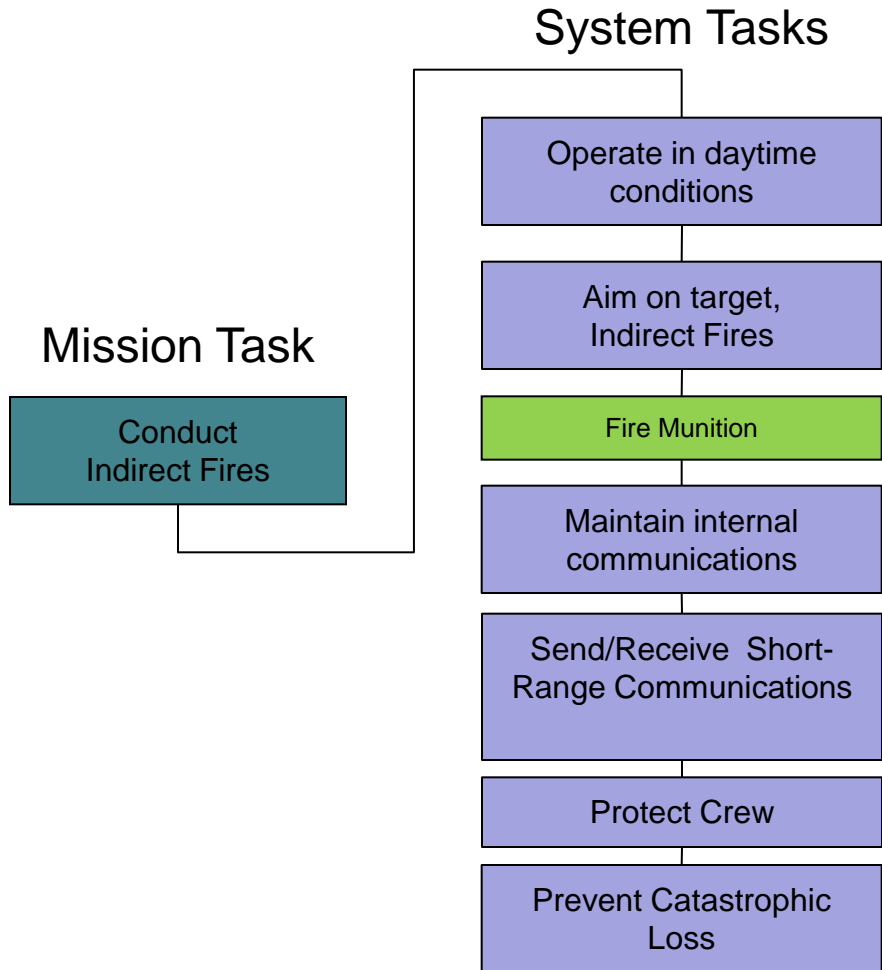 System Tasks
Operate in daytime
conditions
Aim on target,
Indirect Fires
Mission Task
Conduct
Indirect Fires
Fire Munition
Maintain internal
communications
Send/Receive  Short-
Range Communications
Protect Crew
Prevent Catastrophic
Loss